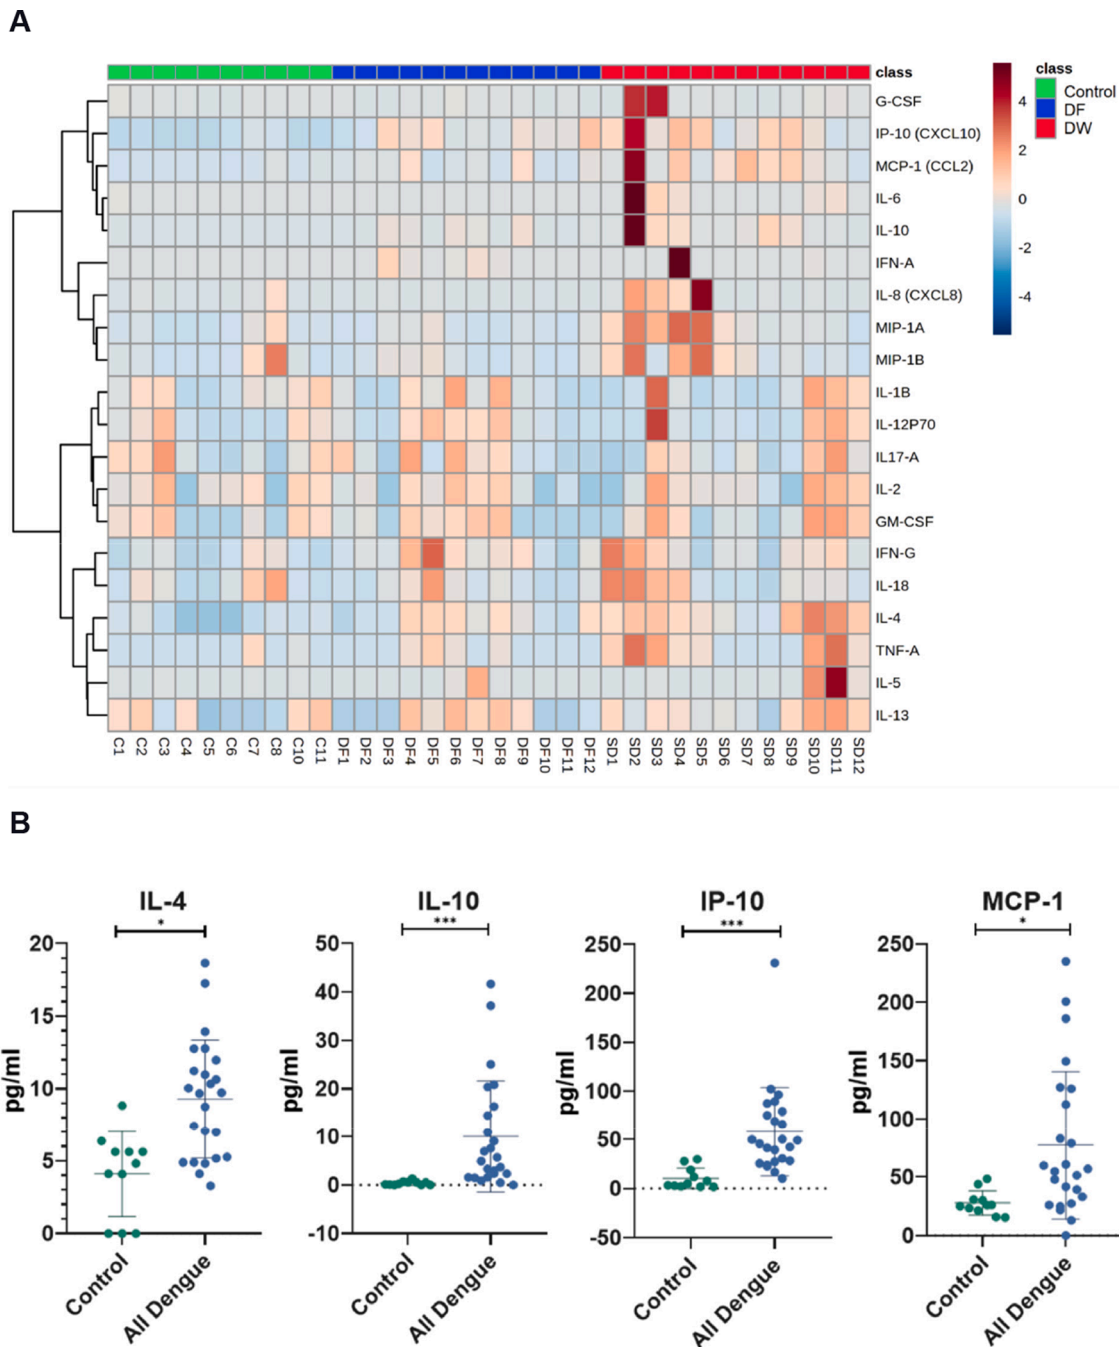 A
class
G-CSF
IP-10 (CXCL10)
MCP-1 (CCL2)
IL-6
IL-10
IFN-A
IL-8 (CXCL8)
MIP-1A
MIP-1B
IL-1B
IL-12P70
IL17-A
IL-2
GM-CSF
IFN-G
IL-18
IL-4
TNF-A
IL-5
IL-13
4
2
0
-2
-4
class
Control
DF
DW
C1 C2 C3 C4 C5 C6 C7 C8 C10 C11 DF1 DF2 DF3 DF4 DF5 DF6 DF7 DF8 DF9 DF10 DF11 DF12 SD1 SD2 SD3 SD4 SD5 SD6 SD7 SD8 SD9 SD10 SD11 SD12
B
IL-4
*
20
15
10
5
0
pg/ml
Control
All Dengue
IL-10
***
50
40
30
20
10
0
-10
pg/ml
Control
All Dengue
IP-10
***
250
200
150
100
50
0
-50
pg/ml
Control
All Dengue
MCP-1
*
250
200
150
100
50
0
pg/ml
Control
All Dengue